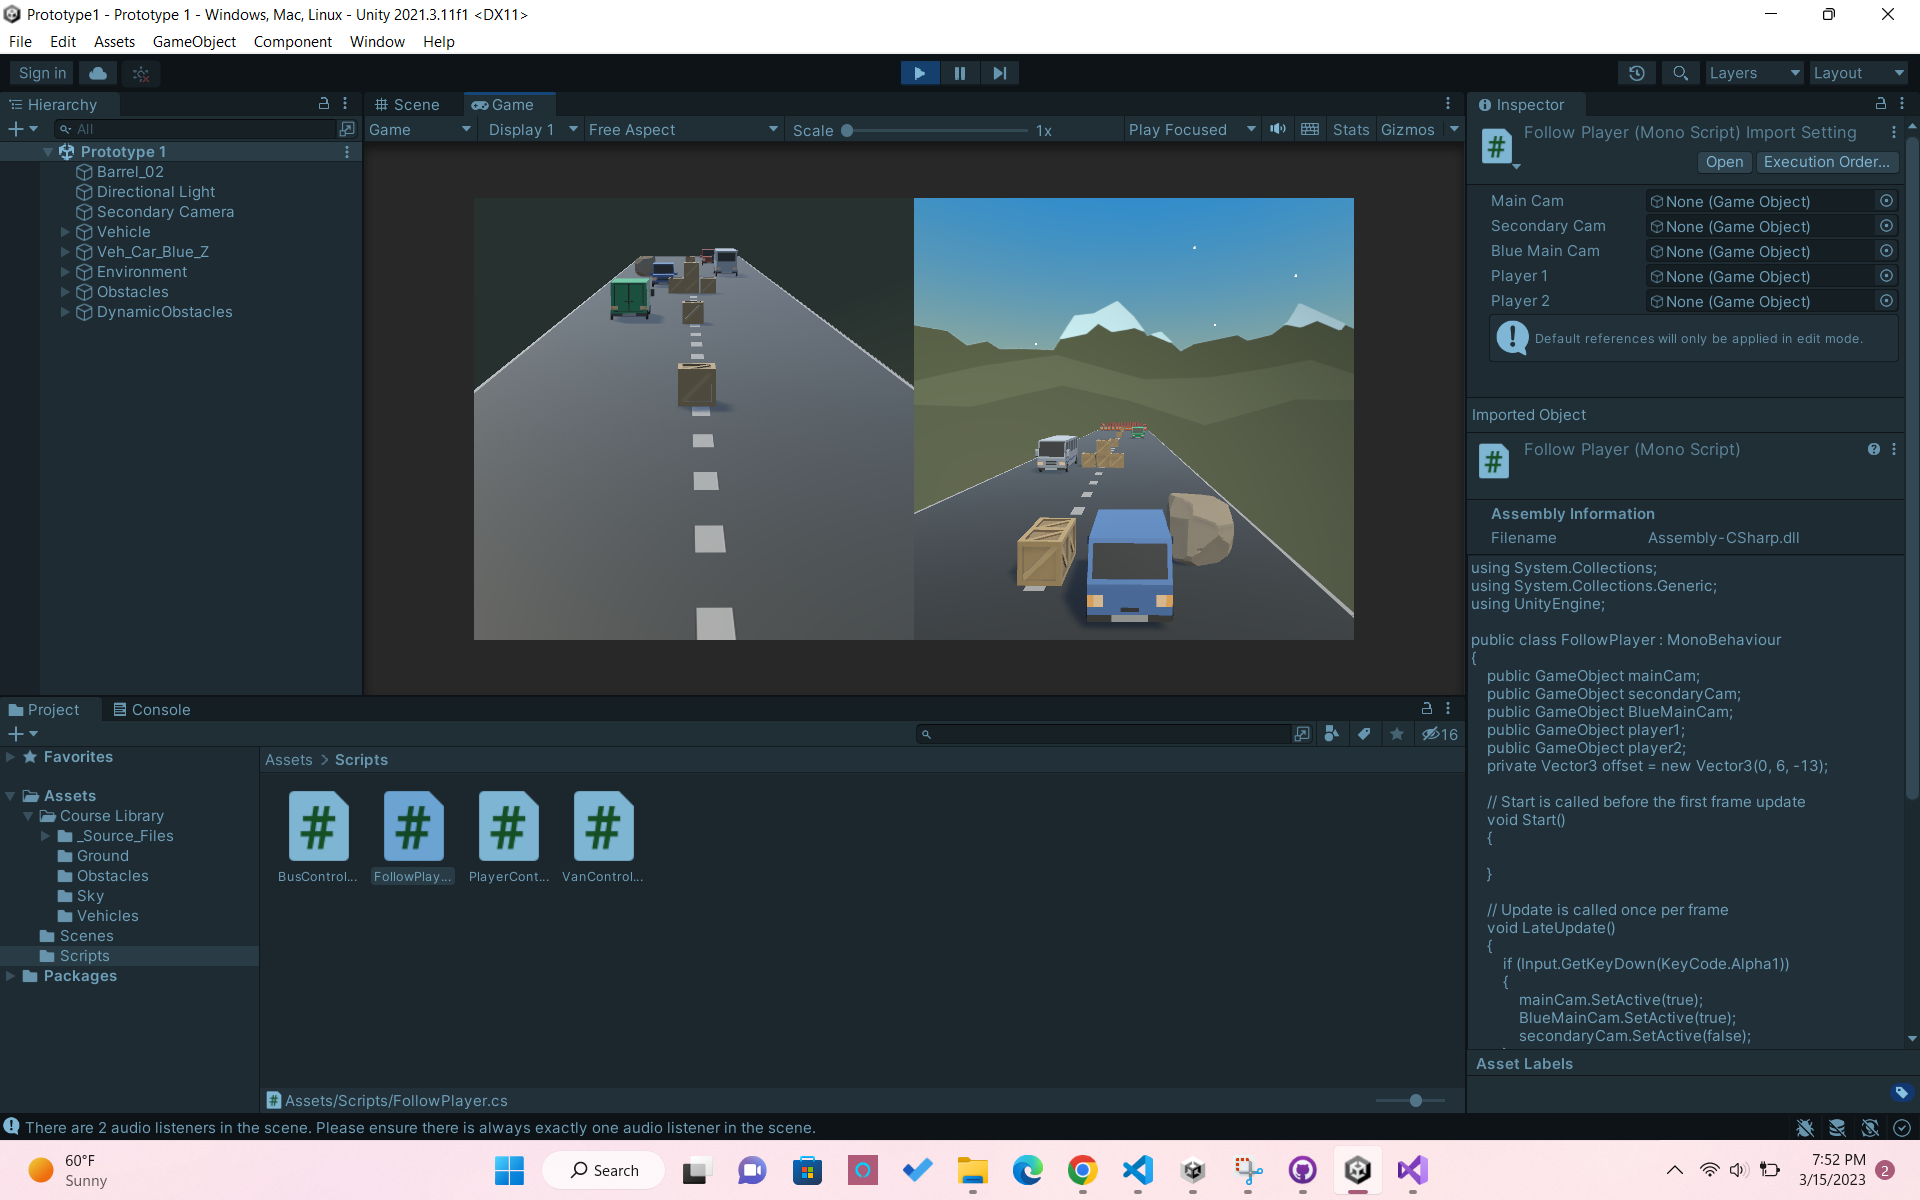 Prototype1 - Prototype 1 - Windows, Mac, Linux - Unity 2021.3.11f1 <DX11>
File Edit Assets GameObject Component Window Help
Sign in
Layers
Layout
Hierarchy
All
Prototype 1
Barrel_02
Directional Light
Secondary Camera
Vehicle
Veh_Car_Blue_Z
Environment
Obstacles
DynamicObstacles
Scene
Game
Game Display 1 Free Aspect Scale 1x Play Focused Stats Gizmos
Inspector
Follow Player (Mono Script) Import Setting
Open Execution Order...
Main Cam None (Game Object)
Secondary Cam None (Game Object)
Blue Main Cam None (Game Object)
Player 1 None (Game Object)
Player 2 None (Game Object)
Default references will only be applied in edit mode.
Imported Object
Follow Player (Mono Script)
Assembly Information
Filename Assembly-CSharp.dll
using System.Collections;
using System.Collections.Generic;
using UnityEngine;
public class FollowPlayer : MonoBehaviour
{
public GameObject mainCam;
public GameObject secondaryCam;
public GameObject BlueMainCam;
public GameObject player1;
public GameObject player2;
private Vector3 offset = new Vector3(0, 6, -13);
// Start is called before the first frame update
void Start()
{
}
// Update is called once per frame
void LateUpdate()
{
if (Input.GetKeyDown(KeyCode.Alpha1))
{
mainCam.SetActive(true);
BlueMainCam.SetActive(true);
secondaryCam.SetActive(false);
Asset Labels
Project
Console
16
Favorites
Assets
Course Library
_Source_Files
Ground
Obstacles
Sky
Vehicles
Scenes
Scripts
Packages
Assets > Scripts
BusControl...
FollowPlay...
PlayerCont...
VanControl...
Assets/Scripts/FollowPlayer.cs
There are 2 audio listeners in the scene. Please ensure there is always exactly one audio listener in the scene.
60°F
Sunny
Search
7:52 PM
3/15/2023
2